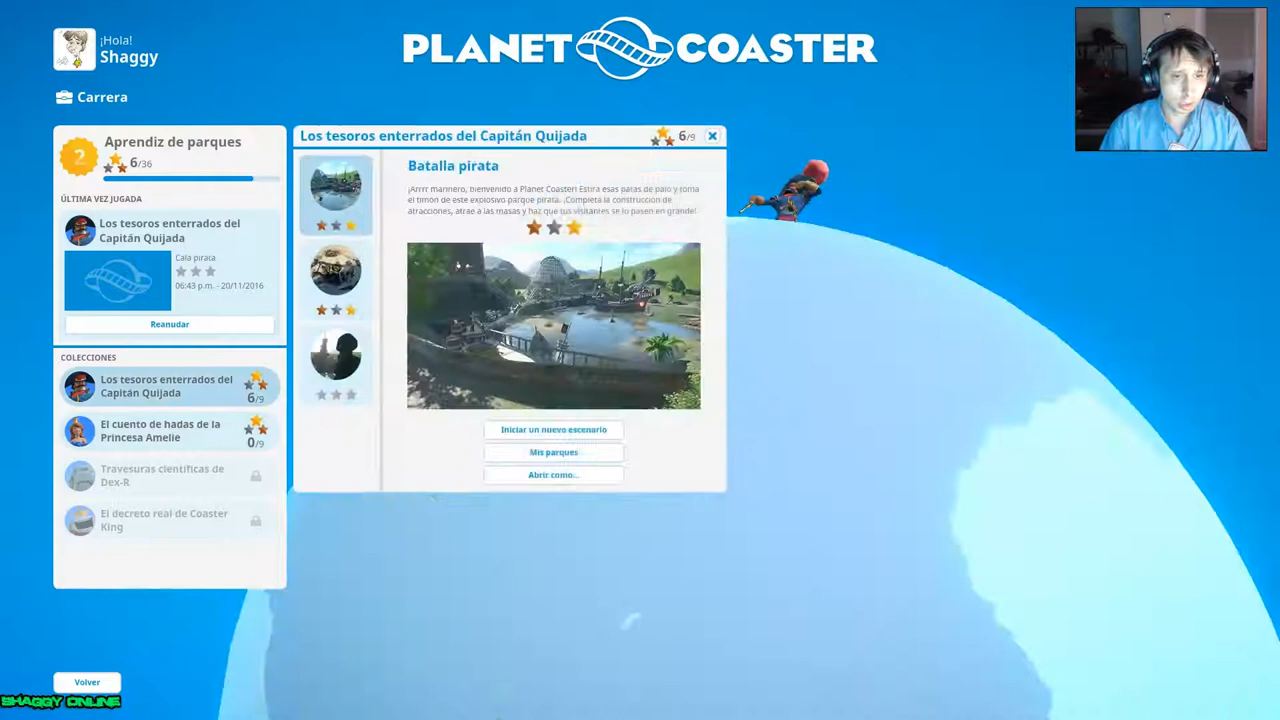 ¡Hola!
Shaggy
PLANET COASTER
Carrera
2
Aprendiz de parques
6/36
ÚLTIMA VEZ JUGADA
Los tesoros enterrados del
Capitán Quijada
Cala pirata
06:43 p.m. - 20/11/2016
Reanudar
COLECCIONES
Los tesoros enterrados del
Capitán Quijada
6/9
El cuento de hadas de la
Princesa Amelie
0/9
Travesuras científicas de
Dex-R
El decreto real de Coaster
King
Los tesoros enterrados del Capitán Quijada
6/9
Batalla pirata
¡Arrrr marinero, bienvenido a Planet Coaster! Estira esas patas de palo y toma
el timón de este explosivo parque pirata. ¡Completa la construcción de
atracciones, atrae a las masas y haz que tus visitantes se lo pasen en grande!
Iniciar un nuevo escenario
Mis parques
Abrir como...
Volver
SHAGGY ONLINE